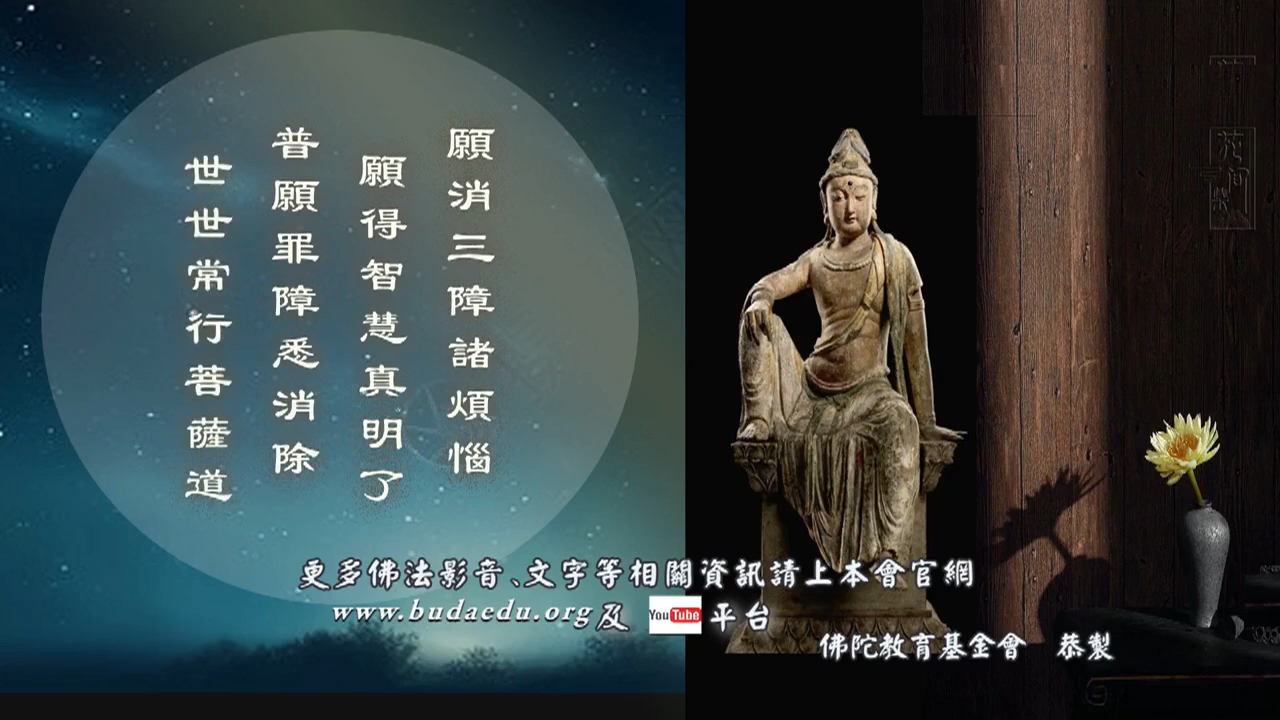 願消三障諸煩惱
願得智慧真明了
普願罪障悉消除
世世常行菩薩道
更多佛法影音、文字等相關資訊請上本會官網
www.budaedu.org及 YouTube 平台
佛陀教育基金會 恭製